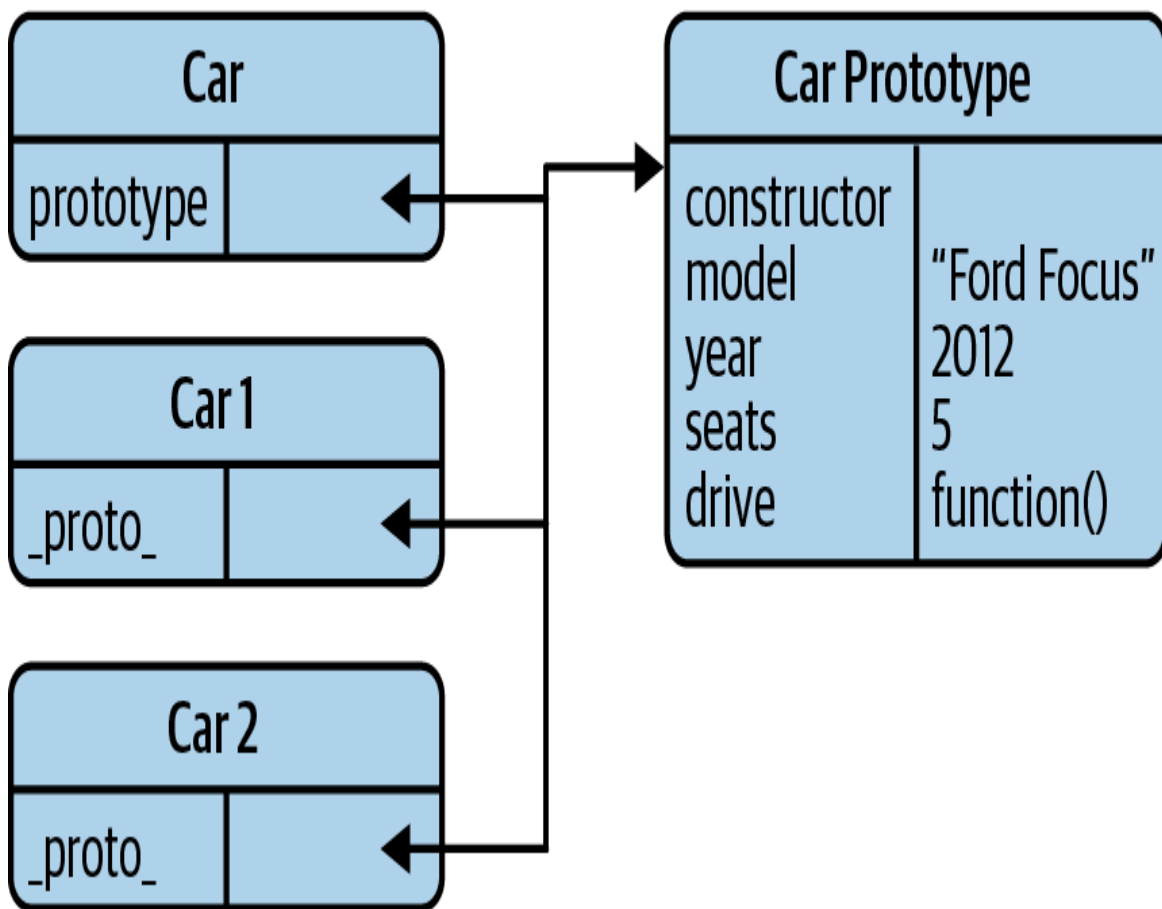 Car
prototype
Car 1
_proto_
Car 2
_proto_
Car Prototype
constructor
model “Ford Focus”
year 2012
seats 5
drive function()